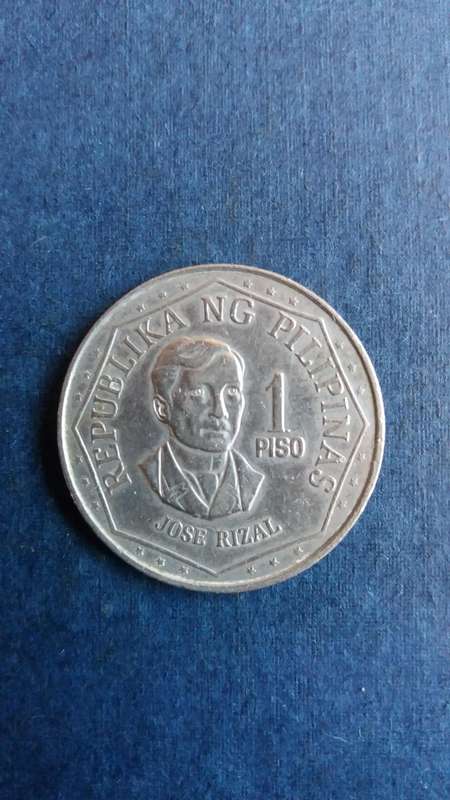 REPUBLIKA NG PILIPINAS
1
PISO
JOSE RIZAL